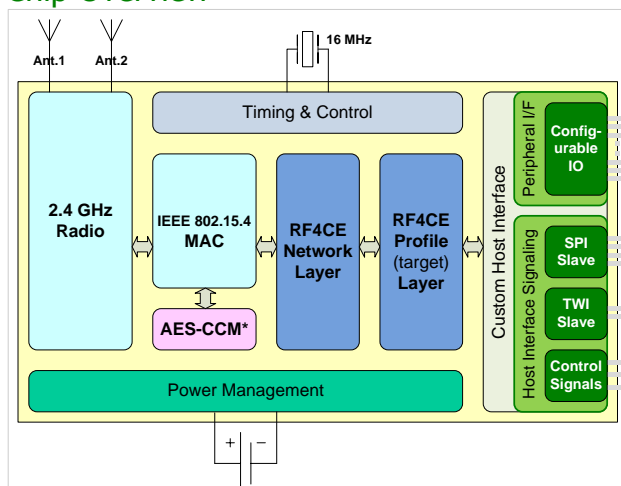 Ant.1
Ant.2
16 MHz
Timing & Control
2.4 GHz
Radio
IEEE 802.15.4
MAC
AES-CCM*
RF4CE
Network
Layer
RF4CE
Profile
(target)
Layer
Custom Host Interface
Peripheral I/F
Config-
urable
IO
Host Interface Signaling
SPI
Slave
TWI
Slave
Control
Signals
Power Management
+
−